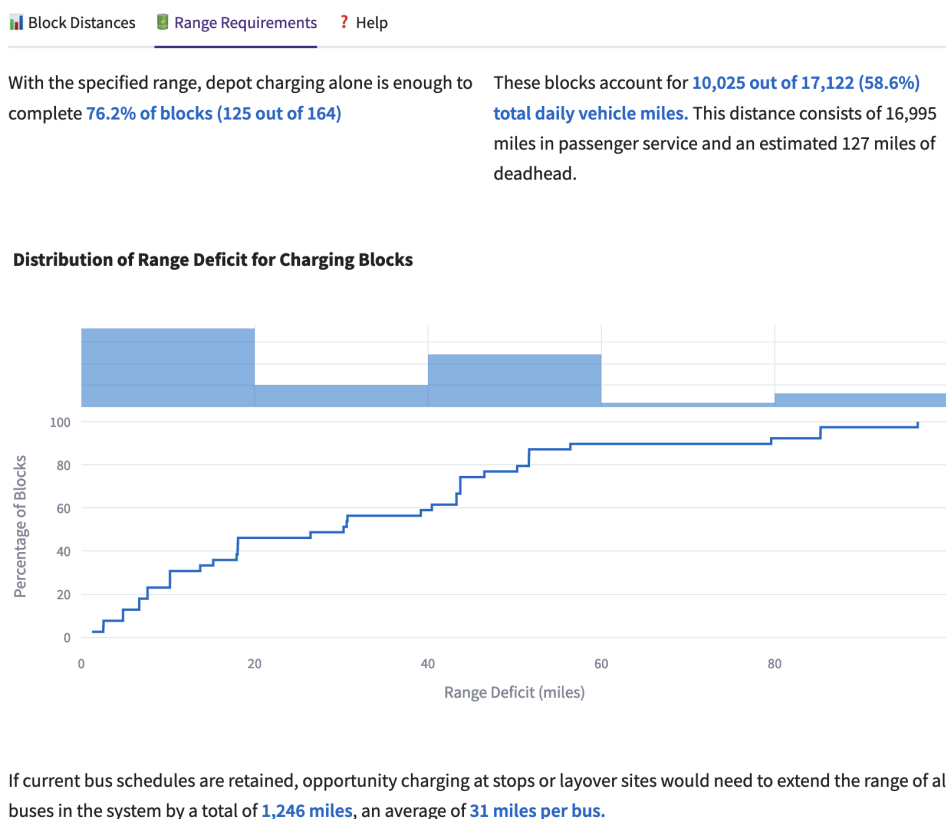 Block Distances
Range Requirements
Help
With the specified range, depot charging alone is enough to
complete 76.2% of blocks (125 out of 164)
These blocks account for 10,025 out of 17,122 (58.6%)
total daily vehicle miles. This distance consists of 16,995
miles in passenger service and an estimated 127 miles of
deadhead.
Distribution of Range Deficit for Charging Blocks
100
80
60
40
20
0
Percentage of Blocks
0 20 40 60 80
Range Deficit (miles)
If current bus schedules are retained, opportunity charging at stops or layover sites would need to extend the range of al
buses in the system by a total of 1,246 miles, an average of 31 miles per bus.